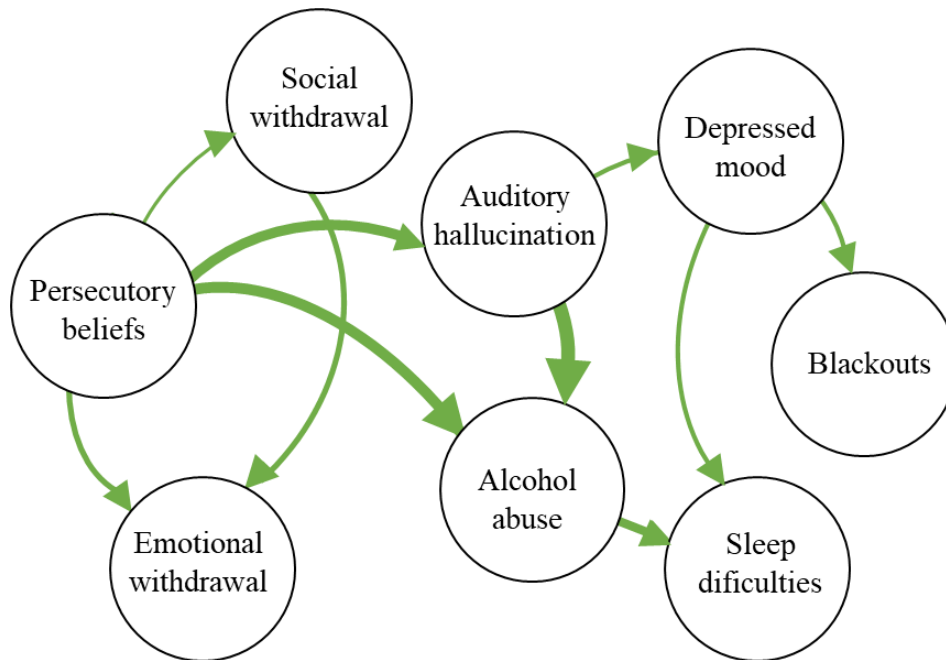 Social
withdrawal
Depressed
mood
Auditory
hallucination
Persecutory
beliefs
Blackouts
Alcohol
abuse
Emotional
withdrawal
Sleep
dificulties